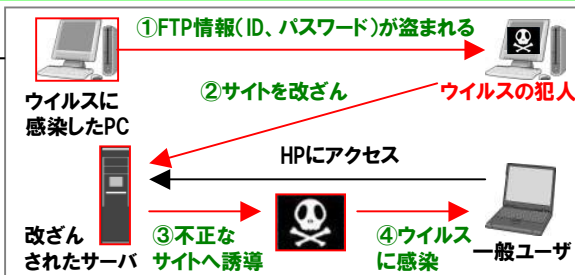 ①FTP情報(ID、パスワード)が盗まれる
ウイルスに
感染したPC
②サイトを改ざん
ウイルスの犯人
HPにアクセス
改ざん
されたサーバ
③不正な
サイトへ誘導
④ウイルス
に感染
一般ユーザ